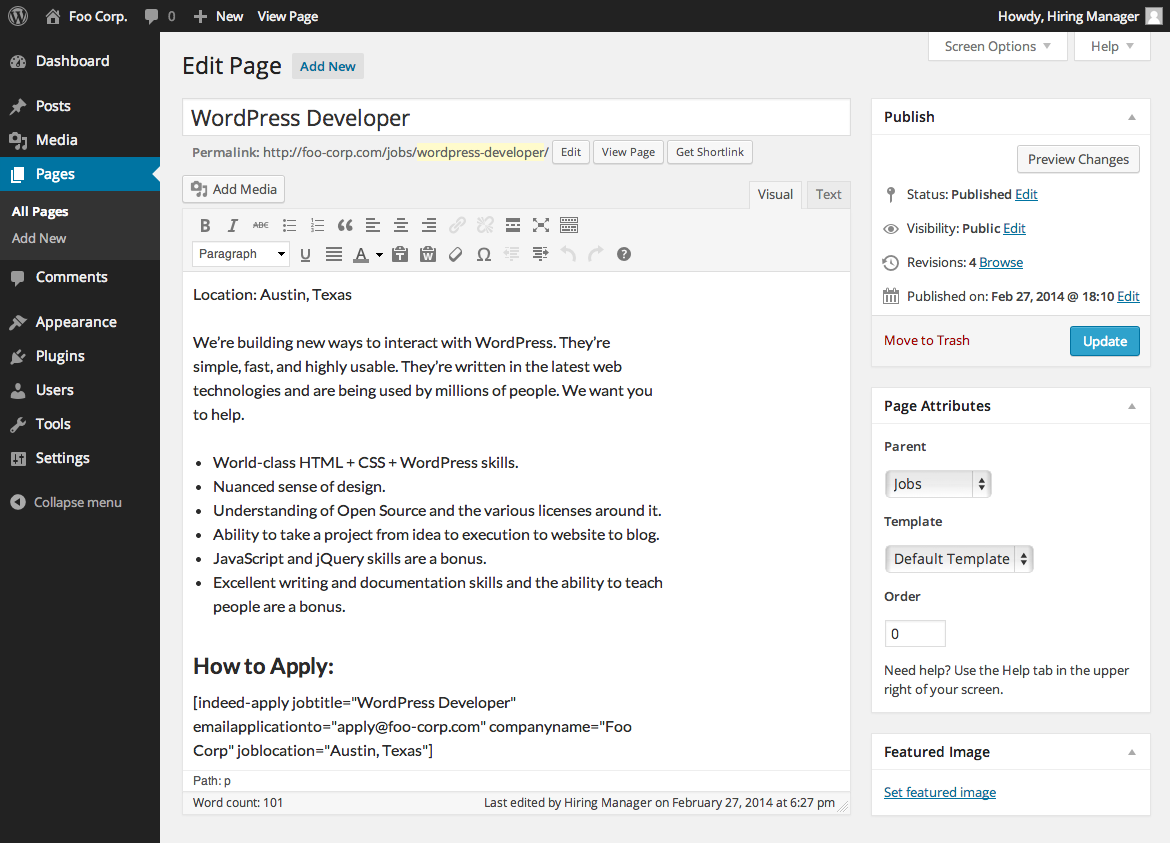 Foo Corp. 0 New View Page Howdy, Hiring Manager
Screen Options Help
Dashboard
Posts
Media
Pages
All Pages
Add New
Comments
Appearance
Plugins
Users
Tools
Settings
Collapse menu
Edit Page Add New
WordPress Developer
Permalink: http://foo-corp.com/jobs/wordpress-developer/ Edit View Page Get Shortlink
Add Media Visual Text
B I ABC
Paragraph U A T W Ω ?
Location: Austin, Texas
We're building new ways to interact with WordPress. They're
simple, fast, and highly usable. They're written in the latest web
technologies and are being used by millions of people. We want you
to help.
• World-class HTML + CSS + WordPress skills.
• Nuanced sense of design.
• Understanding of Open Source and the various licenses around it.
• Ability to take a project from idea to execution to website to blog.
• JavaScript and jQuery skills are a bonus.
• Excellent writing and documentation skills and the ability to teach
people are a bonus.
How to Apply:
[indeed-apply jobtitle="WordPress Developer"
emailapplicationto="apply@foo-corp.com" companyname="Foo
Corp" joblocation="Austin, Texas"]
Path: p
Word count: 101 Last edited by Hiring Manager on February 27, 2014 at 6:27 pm
Publish
Preview Changes
Status: Published Edit
Visibility: Public Edit
Revisions: 4 Browse
Published on: Feb 27, 2014 @ 18:10 Edit
Move to Trash Update
Page Attributes
Parent
Jobs
Template
Default Template
Order
0
Need help? Use the Help tab in the upper
right of your screen.
Featured Image
Set featured image